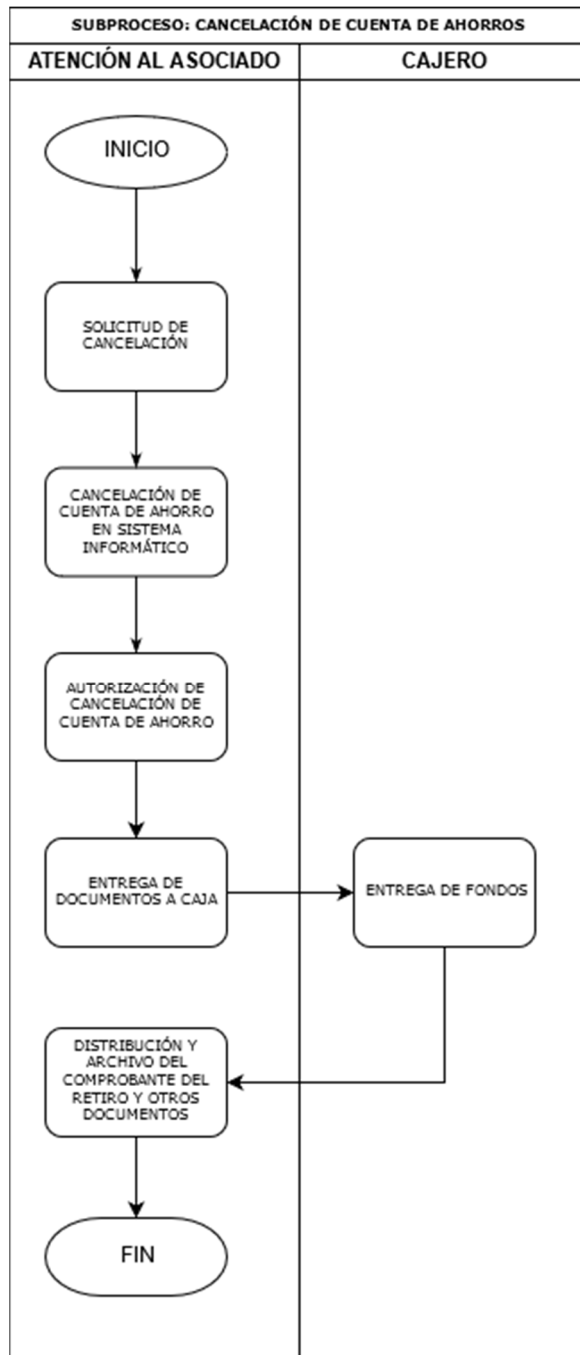 SUBPROCESO: CANCELACIÓN DE CUENTA DE AHORROS
ATENCIÓN AL ASOCIADO
CAJERO
INICIO
SOLICITUD DE
CANCELACIÓN
CANCELACIÓN DE
CUENTA DE AHORRO
EN SISTEMA
INFORMÁTICO
AUTORIZACIÓN DE
CANCELACIÓN DE
CUENTA DE AHORRO
ENTREGA DE
DOCUMENTOS A CAJA
ENTREGA DE FONDOS
DISTRIBUCIÓN Y
ARCHIVO DEL
COMPROBANTE DEL
RETIRO Y OTROS
DOCUMENTOS
FIN